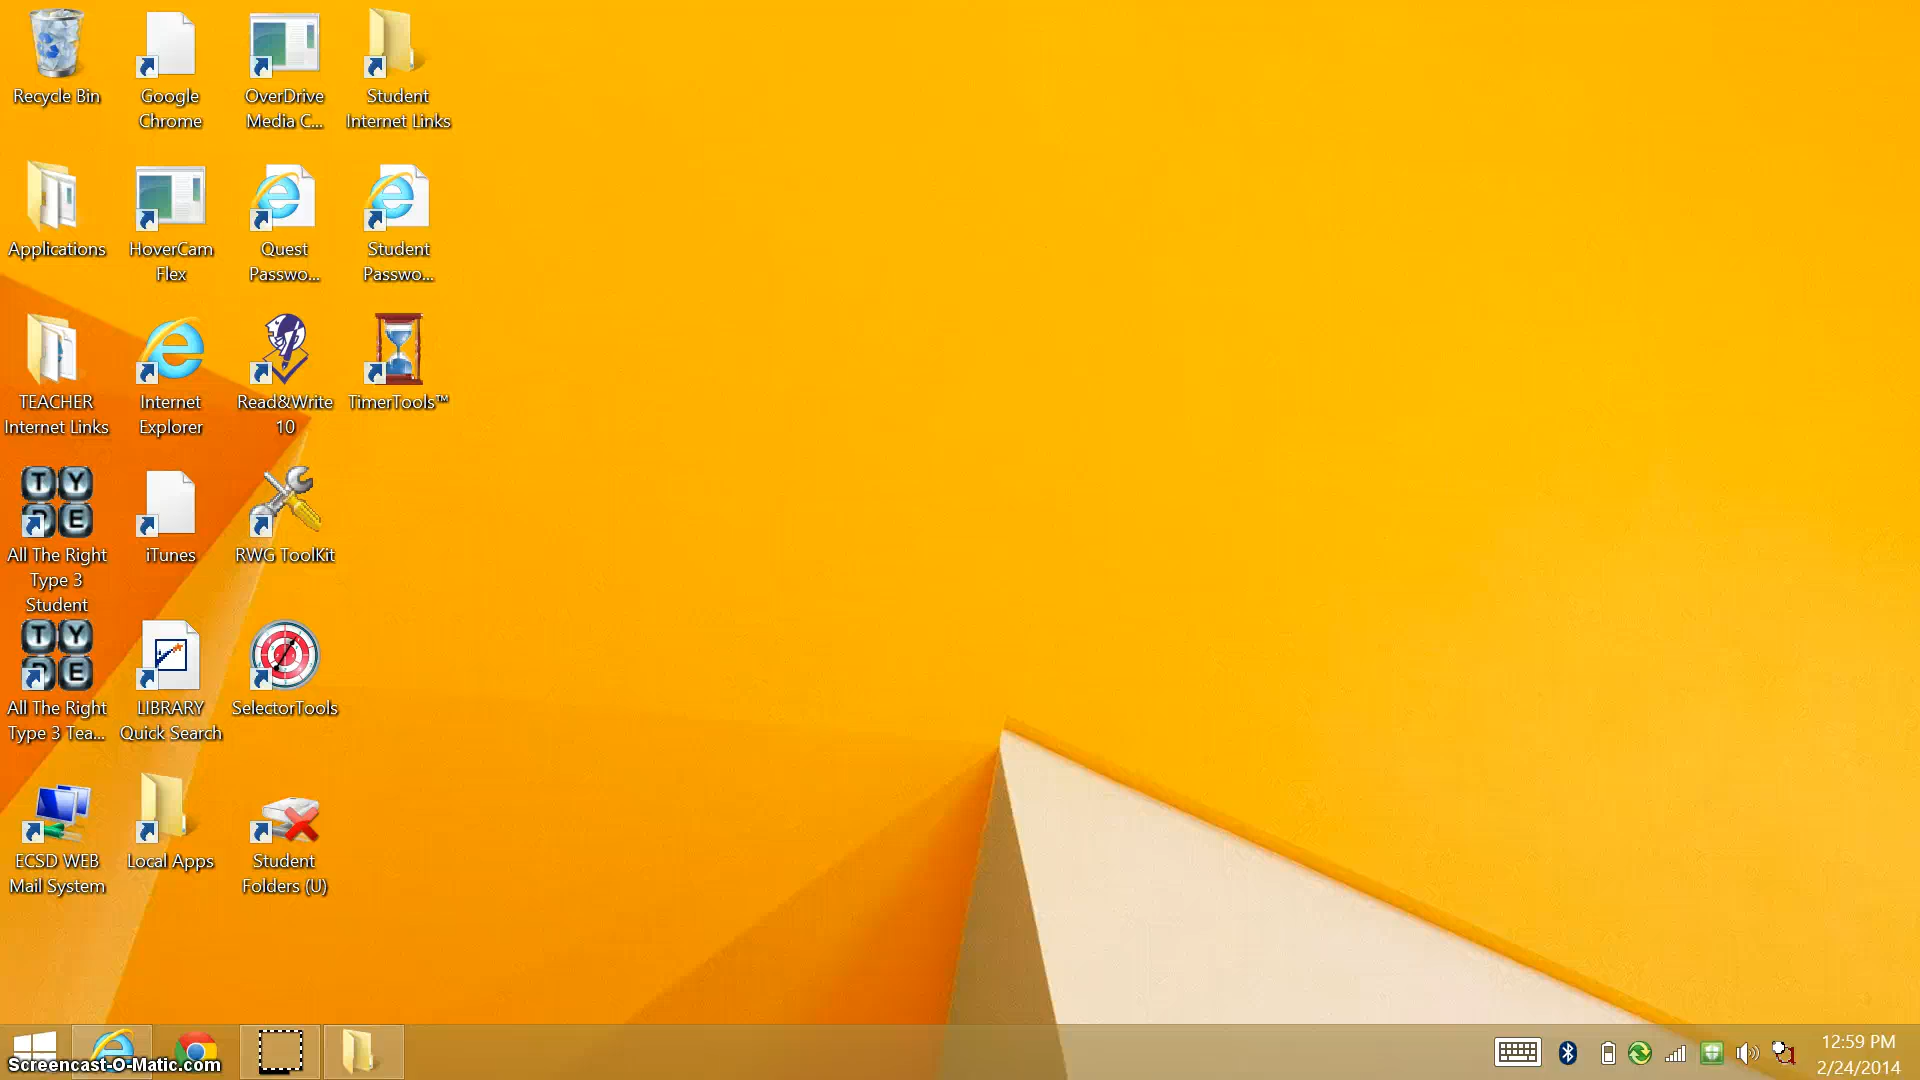 Recycle Bin
Google
Chrome
OverDrive
Media C...
Student
Internet Links
Applications
HoverCam
Flex
Quest
Passwo...
Student
Passwo...
TEACHER
Internet Links
Internet
Explorer
Read&Write
10
TimerTools™
T Y
E
All The Right
Type 3
Student
iTunes
RWG ToolKit
T Y
E
All The Right
Type 3 Tea...
LIBRARY
Quick Search
SelectorTools
ECSD WEB
Mail System
Local Apps
Student
Folders (U)
Screencast-O-Matic.com
12:59 PM
2/24/2014